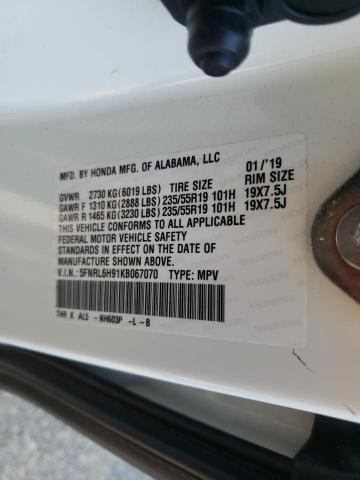 MFD. BY HONDA MFG. OF ALABAMA, LLC 01/'19
GVWR 2730 KG(6019 LBS) TIRE SIZE RIM SIZE
GAWR F 1310 KG(2888 LBS)235/55R19 101H 19X7.5J
GAWR R 1465 KG(3230 LBS)235/55R19 101H 19X7.5J
THIS VEHICLE CONFORMS TO ALL APPLICABLE
FEDERAL MOTOR VEHICLE SAFETY
STANDARDS IN EFFECT ON THE DATE OF
MANUFACTURE SHOWN ABOVE.
V.I.N.: 5FNRL6H91KB067070 TYPE: MPV
THR K AL5 -NH603P -L-B